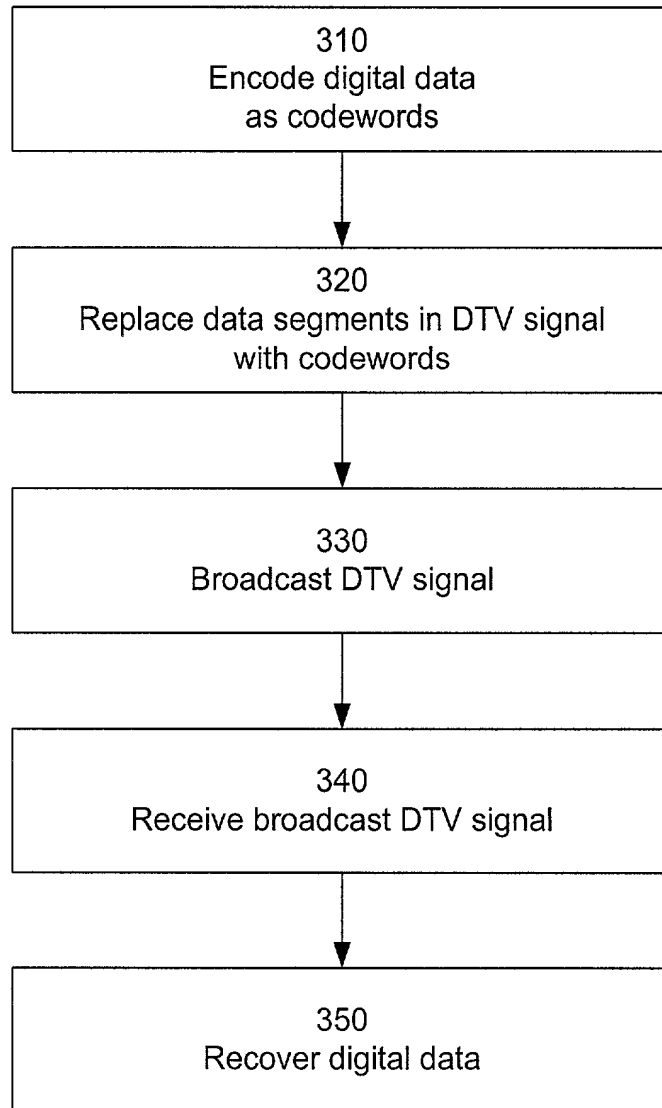 310
Encode digital data
as codewords
320
Replace data segments in DTV signal
with codewords
330
Broadcast DTV signal
340
Receive broadcast DTV signal
350
Recover digital data